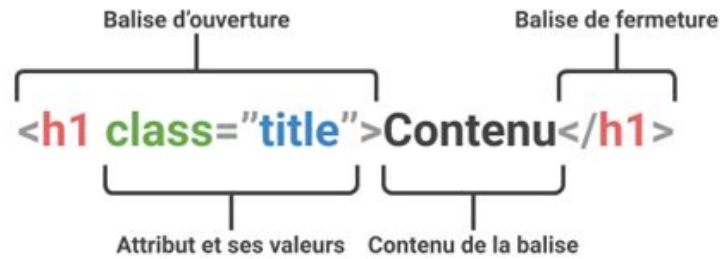 Balise d’ouverture
Balise de fermeture
<h1 class=”title”>Contenu</h1>
Attribut et ses valeurs
Contenu de la balise